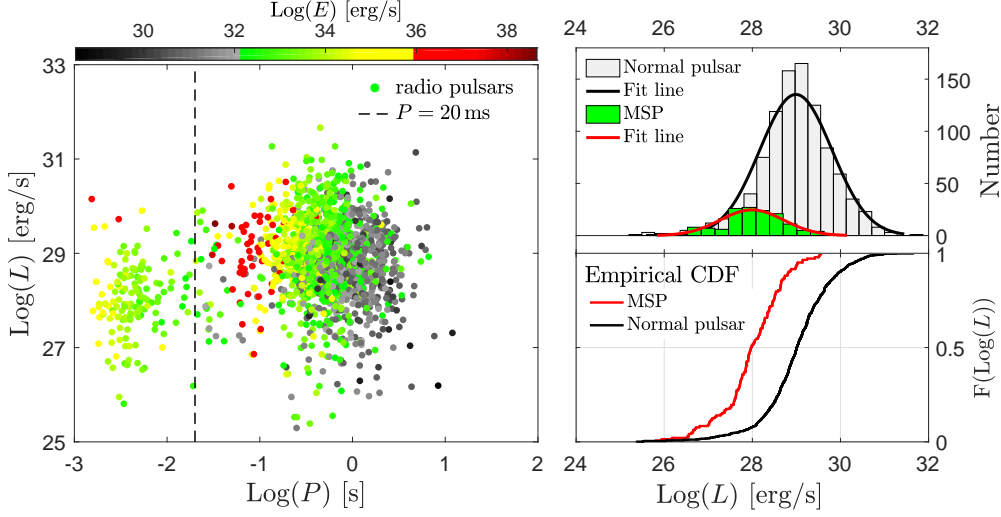 Log(E) [erg/s]
30 32 34 36 38
33
31
29
27
25
Log(L) [erg/s]
radio pulsars
P = 20 ms
-3 -2 -1 0 1 2
Log(P) [s]
24 26 28 30 32
Normal pulsar
Fit line
MSP
Fit line
150
100
50
0
Number
Empirical CDF
MSP
Normal pulsar
1
0.5
0
F(Log(L))
24 26 28 30 32
Log(L) [erg/s]